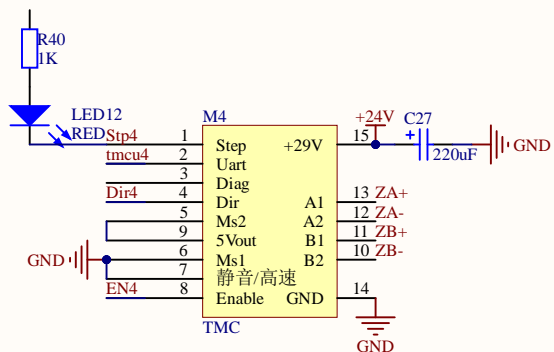 R40
1K
LED12
RED
M4
+24V
C27
220uF
GND
Stp4 1 Step +29V 15
tmcu4 2 Uart
3 Diag
Dir4 4 Dir A1 13 ZA+
5 Ms2 A2 12 ZA-
9 5Vout B1 11 ZB+
GND 6 Ms1 B2 10 ZB-
7 静音/高速
EN4 8 Enable GND 14
TMC
GND